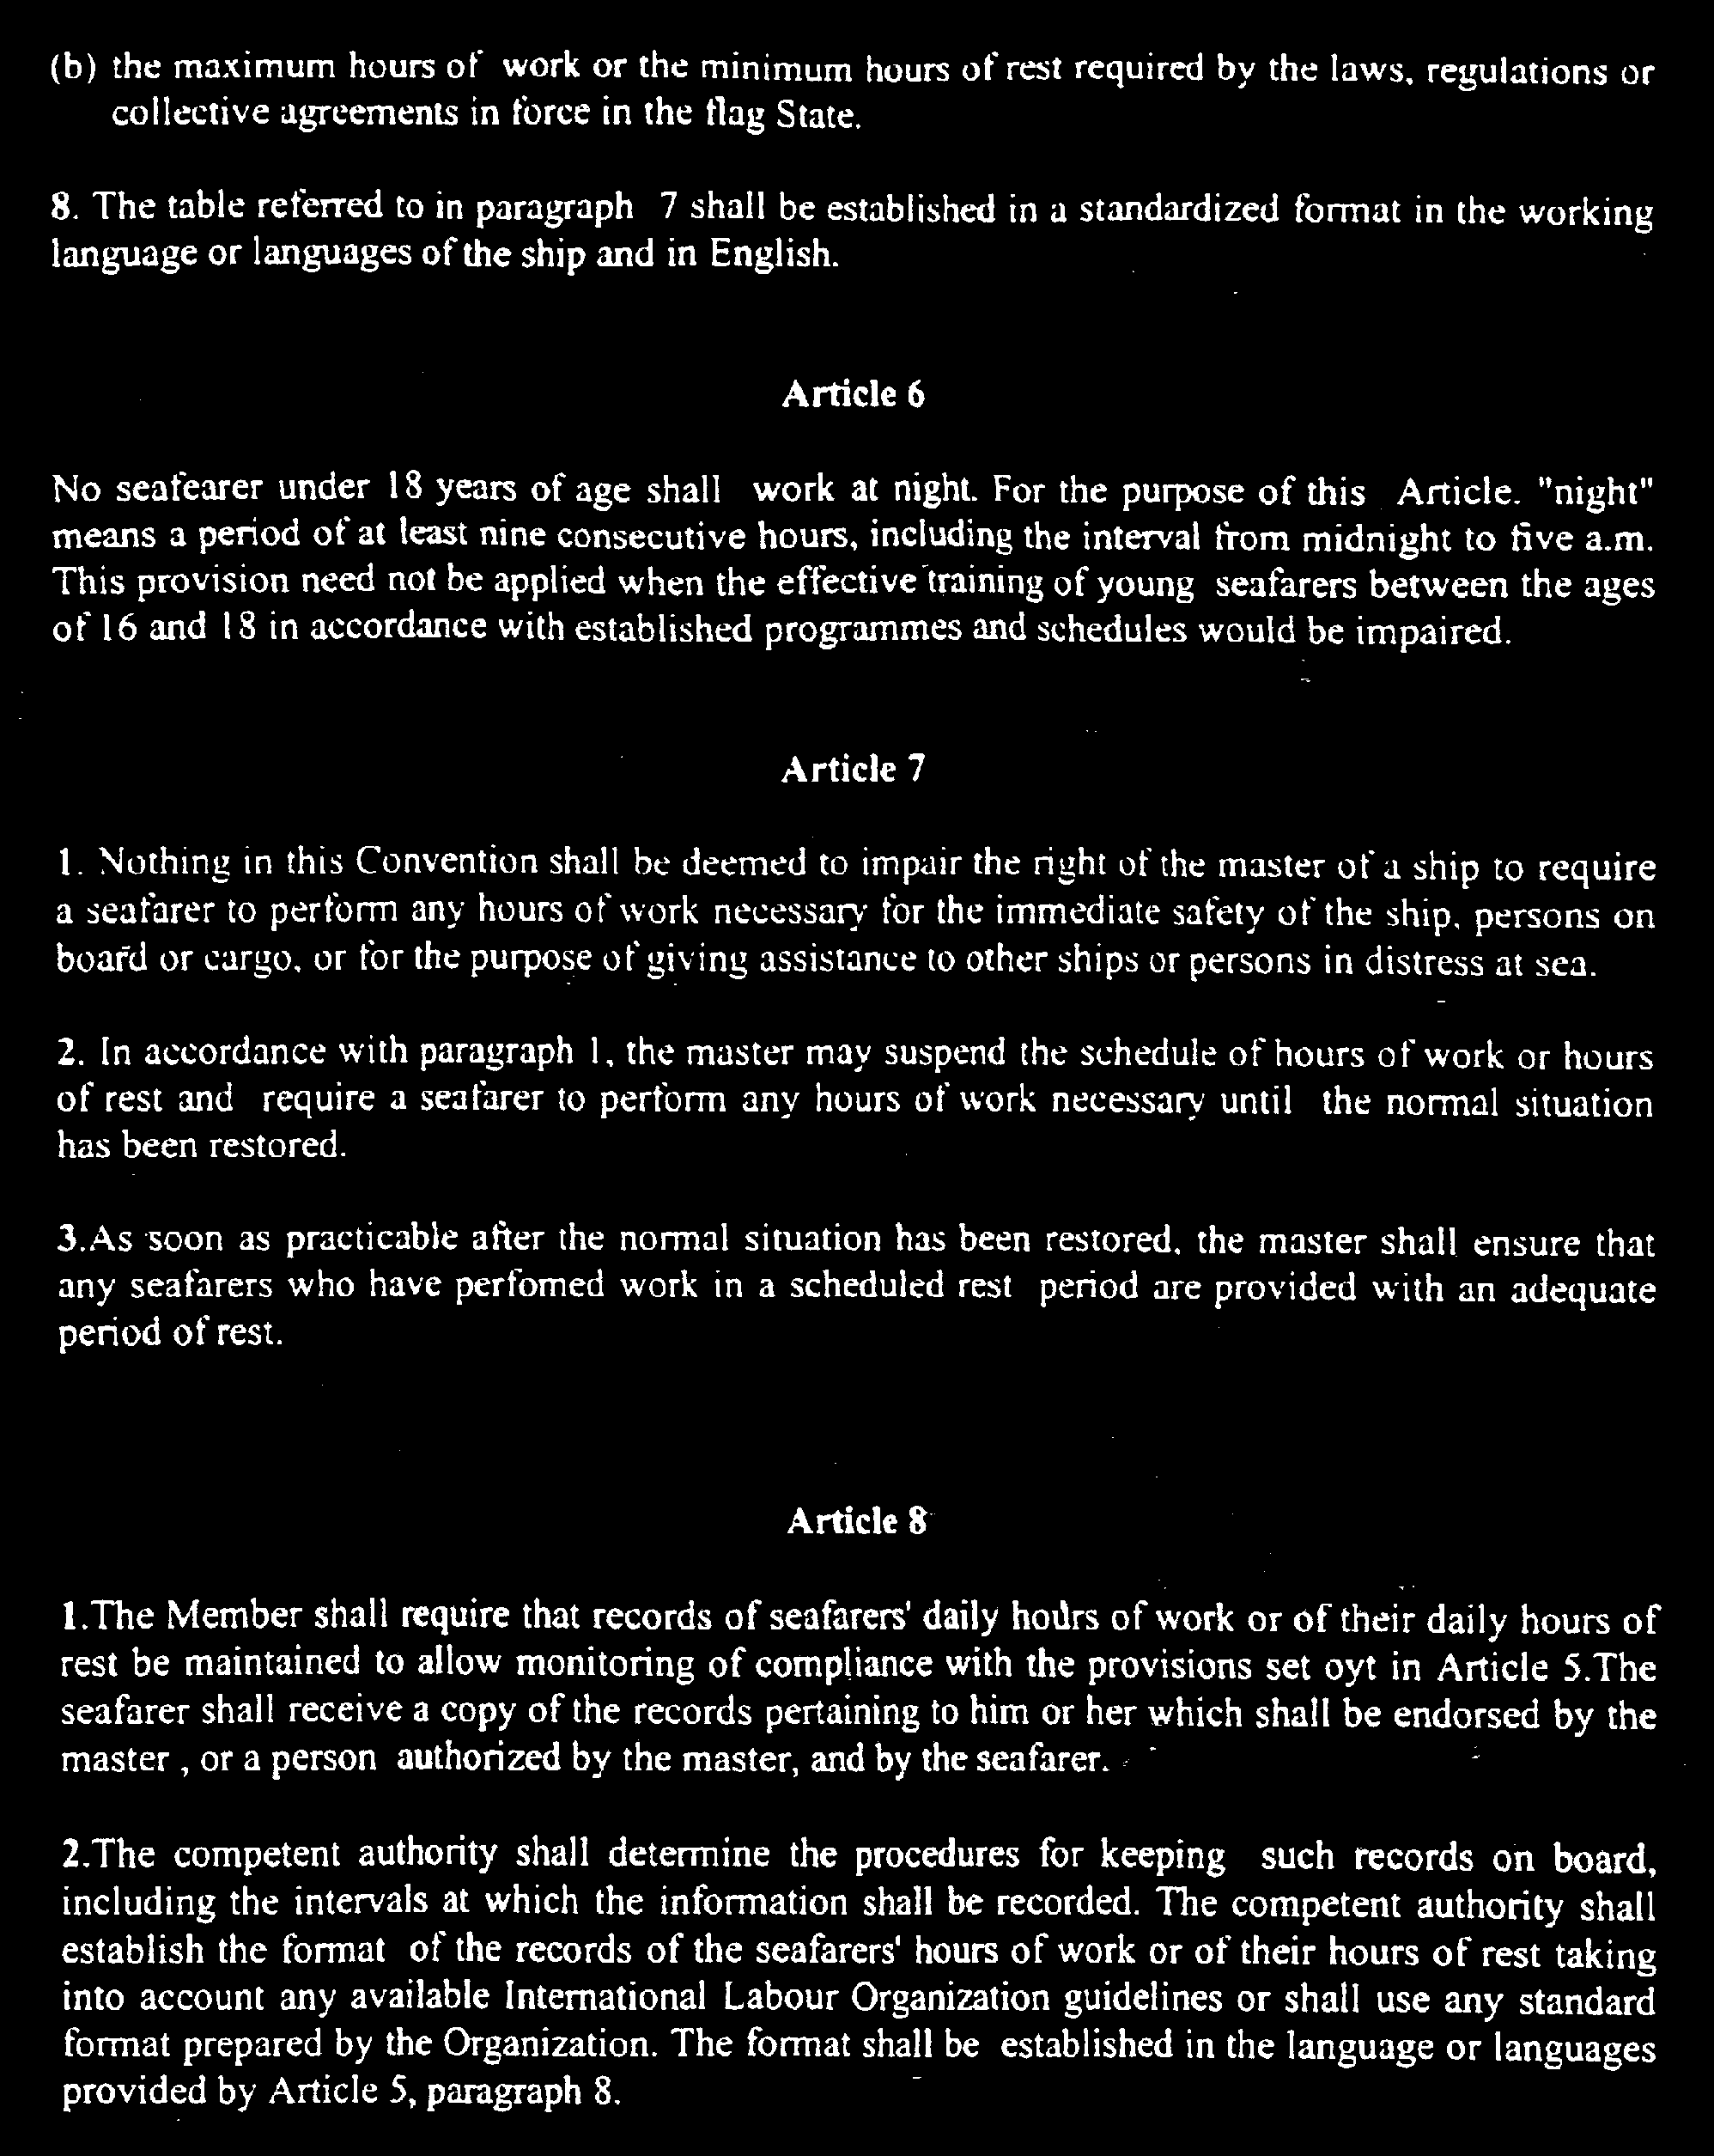 (b) the maximum hours of work or the minimum hours of rest required by the laws, regulations or
collective agreements in force in the flag State.
8. The table referred to in paragraph 7 shall be established in a standardized format in the working
language or languages of the ship and in English.
Article 6
No seafearer under 18 years of age shall work at night. For the purpose of this Article. "night"
means a period of at least nine consecutive hours, including the interval from midnight to five a.m.
This provision need not be applied when the effective training of young seafarers between the ages
of 16 and 18 in accordance with established programmes and schedules would be impaired.
Article 7
1. Nothing in this Convention shall be deemed to impair the right of the master of a ship to require
a seafarer to perform any hours of work necessary for the immediate safety of the ship, persons on
board or cargo, or for the purpose of giving assistance to other ships or persons in distress at sea.
2. In accordance with paragraph 1, the master may suspend the schedule of hours of work or hours
of rest and require a seafarer to perform any hours of work necessary until the normal situation
has been restored.
3.As soon as practicable after the normal situation has been restored, the master shall ensure that
any seafarers who have perfomed work in a scheduled rest period are provided with an adequate
period of rest.
Article 8
1.The Member shall require that records of seafarers' daily hours of work or of their daily hours of
rest be maintained to allow monitoring of compliance with the provisions set oyt in Article 5.The
seafarer shall receive a copy of the records pertaining to him or her which shall be endorsed by the
master , or a person authorized by the master, and by the seafarer.
2.The competent authority shall determine the procedures for keeping such records on board,
including the intervals at which the information shall be recorded. The competent authority shall
establish the format of the records of the seafarers' hours of work or of their hours of rest taking
into account any available International Labour Organization guidelines or shall use any standard
format prepared by the Organization. The format shall be established in the language or languages
provided by Article 5, paragraph 8.